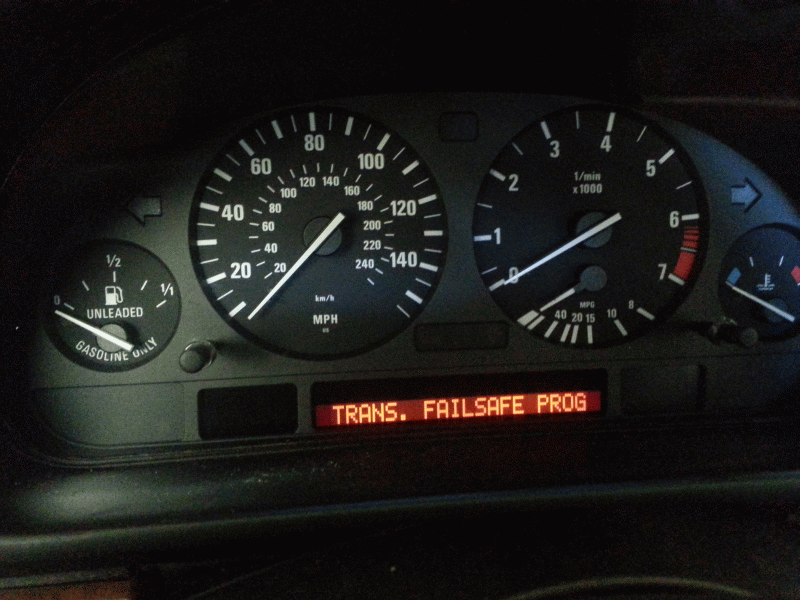 0 1/2 1/1
UNLEADED
GASOLINE ONLY
20 40 60 80 100 120 140
20 40 60 80 100 120 140 160 180 200 220 240
km/h
MPH
0 1 2 3 4 5 6 7
1/min
x1000
MPG
40 20 15 10 8
TRANS. FAILSAFE PROG